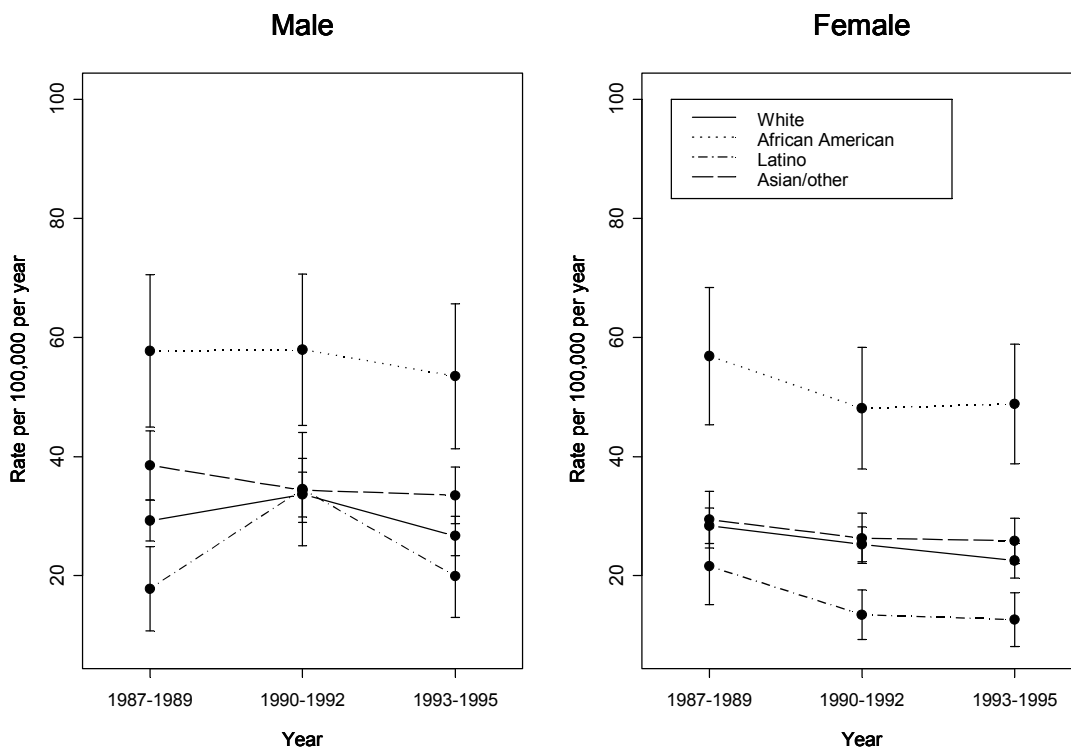 Male
Rate per 100,000 per year
100
80
60
40
20
1987-1989 1990-1992 1993-1995
Year
Female
Rate per 100,000 per year
100
80
60
40
20
White
African American
Latino
Asian/other
1987-1989 1990-1992 1993-1995
Year